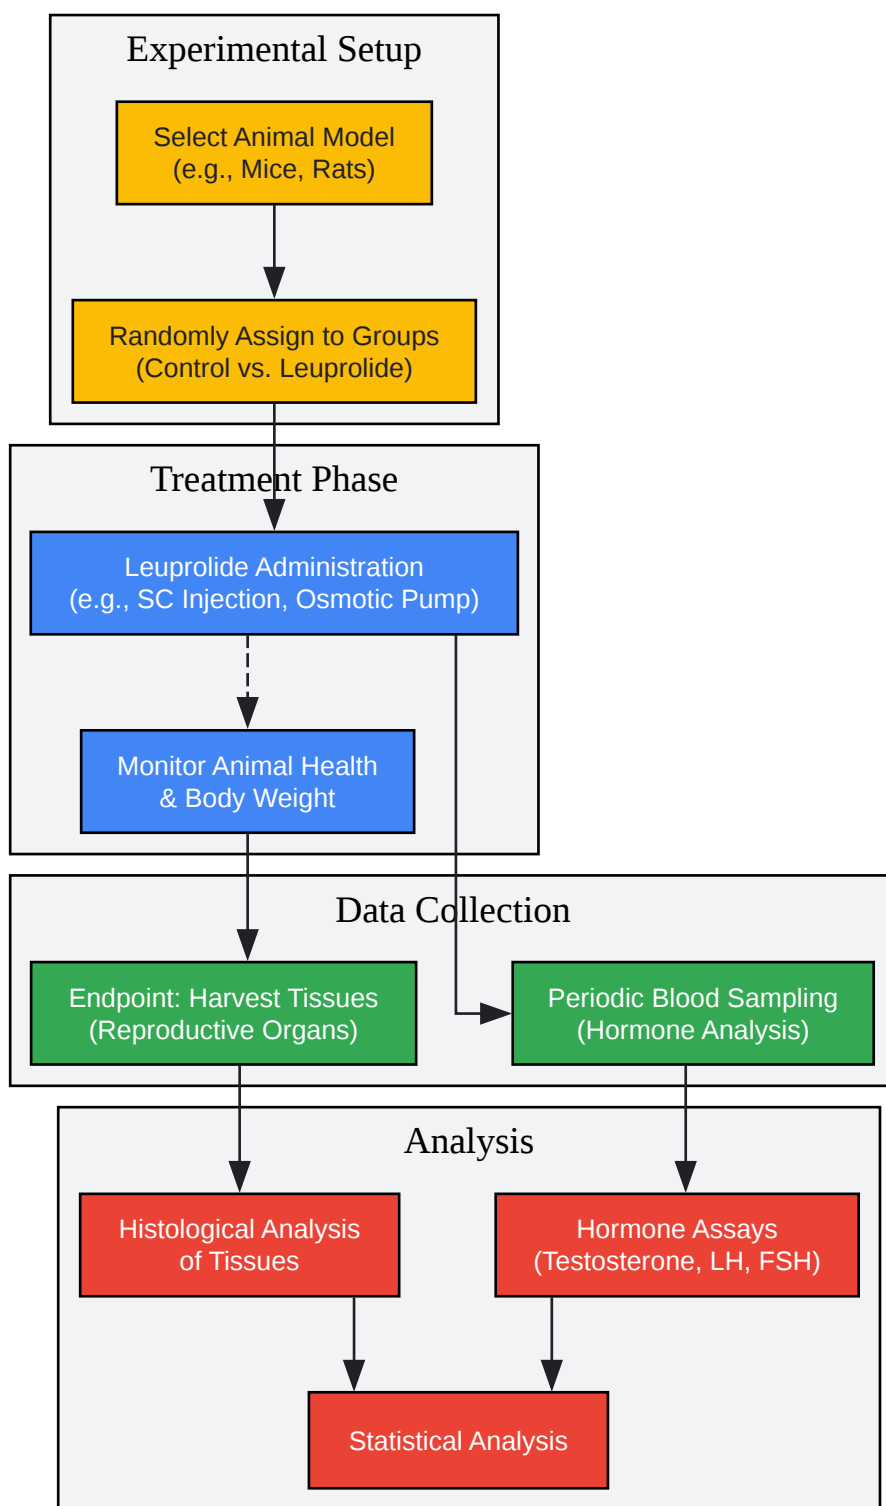 Experimental Setup
Select Animal Model
(e.g., Mice, Rats)
Randomly Assign to Groups
(Control vs. Leuprolide)
Treatment Phase
Leuprolide Administration
(e.g., SC Injection, Osmotic Pump)
Monitor Animal Health
& Body Weight
Data Collection
Endpoint: Harvest Tissues
(Reproductive Organs)
Periodic Blood Sampling
(Hormone Analysis)
Analysis
Histological Analysis
of Tissues
Hormone Assays
(Testosterone, LH, FSH)
Statistical Analysis